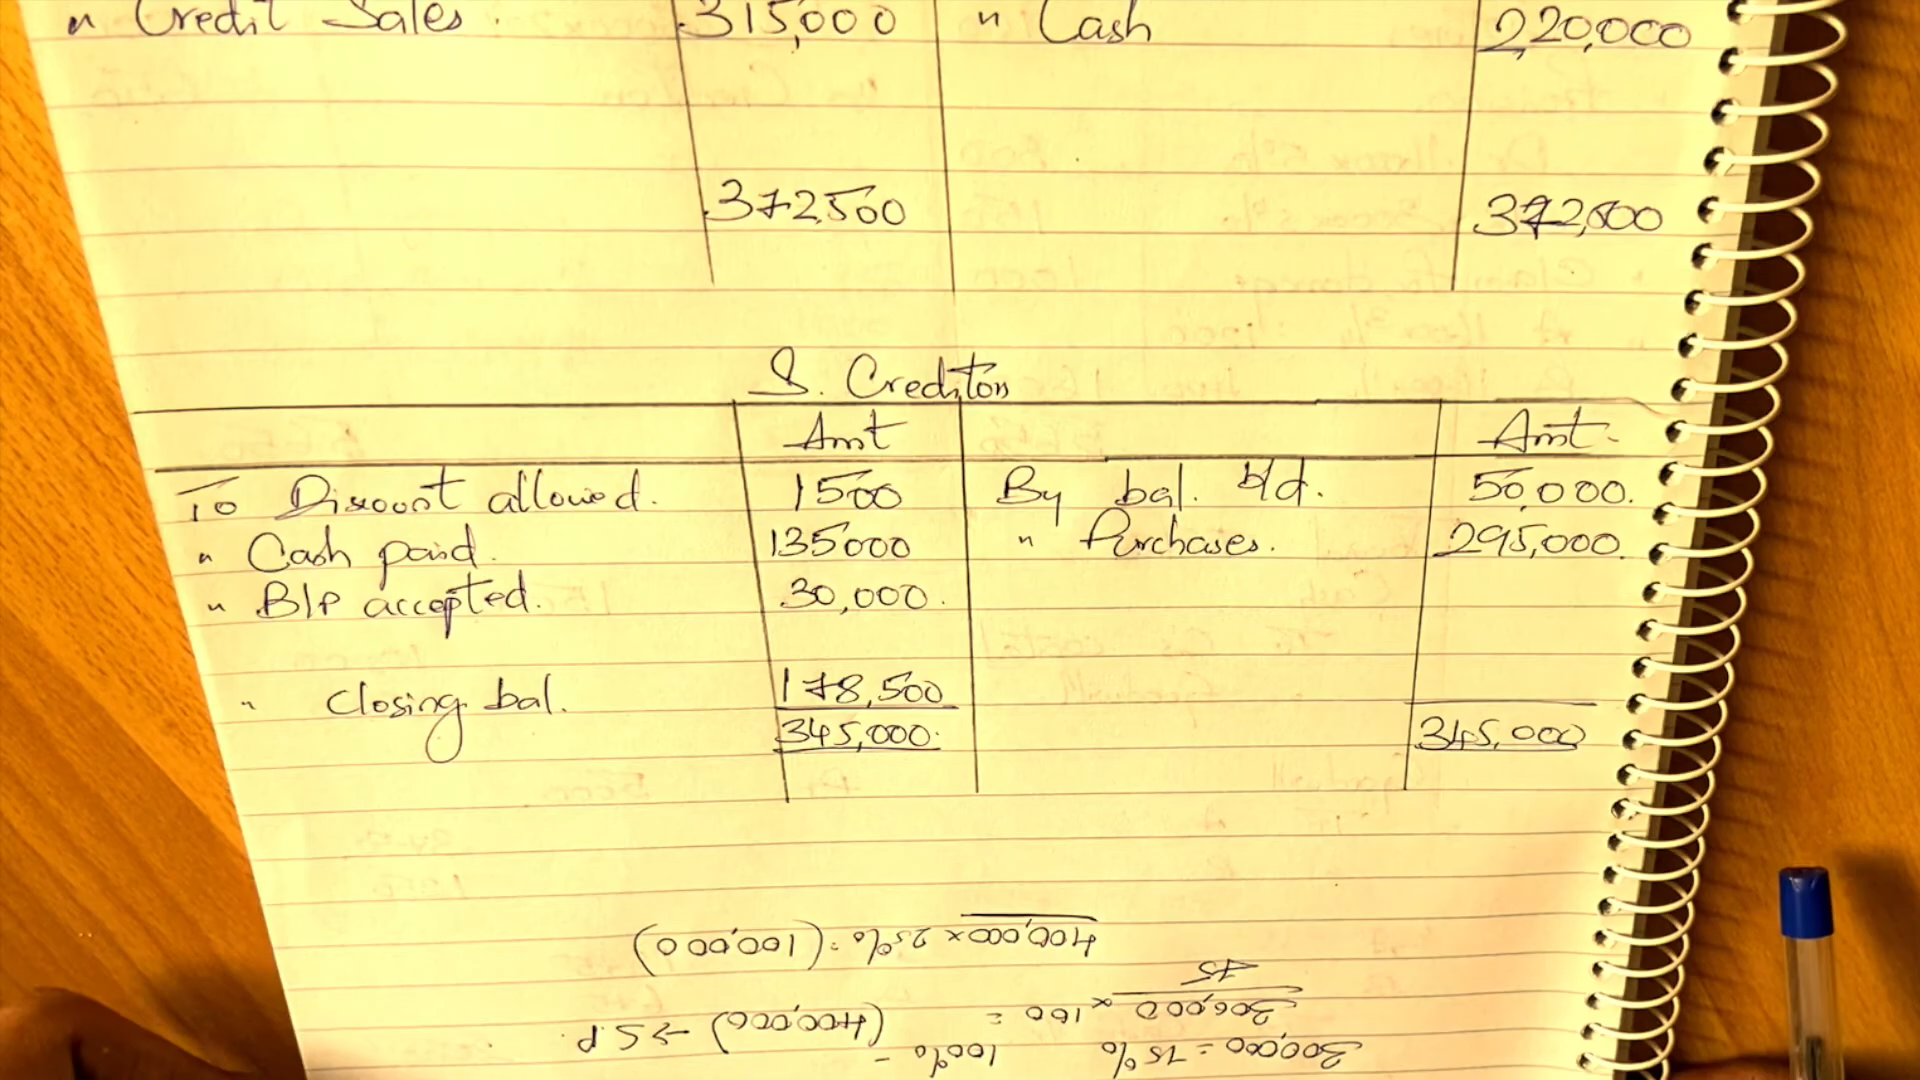 " Credit Sales 315,000 " Cash 220,000
372500 372,500
S. Creditors
Amt Amt.
To Discount allowed. 1500 By bal. b/d. 50,000.
" Cash paid. 135000 " Purchases. 295,000.
" B/P accepted. 30,000.
" Closing bal. 178,500
345,000. 345,000
300,000 = 75% 100% =
300,000 × 100 = (400,000) → S.P.
75
400,000 × 25% = (100,000)